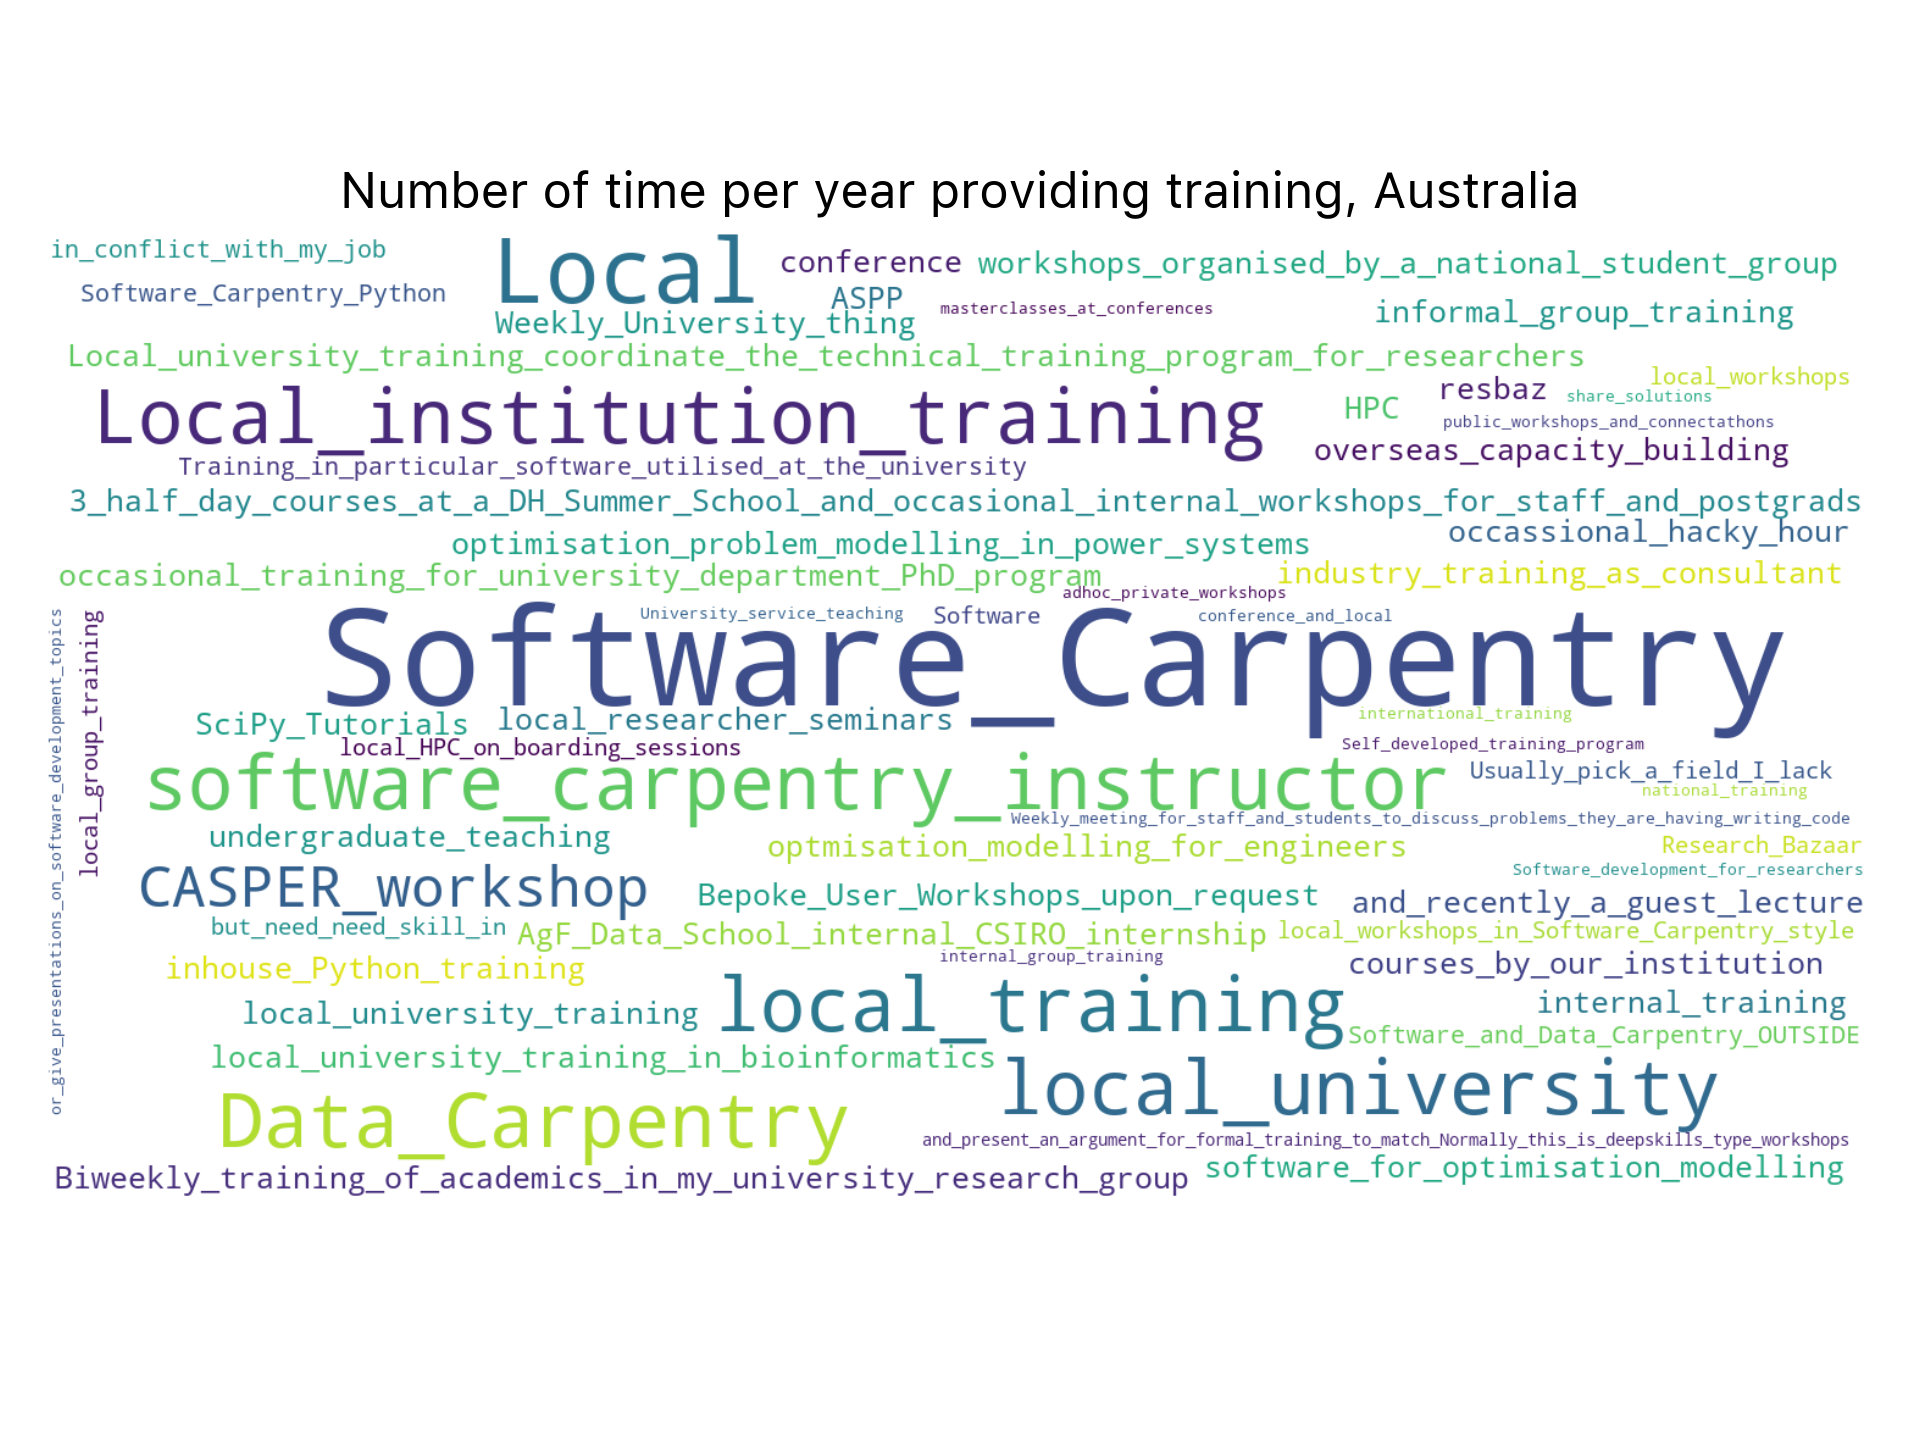 Number of time per year providing training, Australia
in_conflict_with_my_job
Local
conference
workshops_organised_by_a_national_student_group
Software_Carpentry_Python
ASPP
masterclasses_at_conferences
informal_group_training
Weekly_University_thing
Local_university_training_coordinate_the_technical_training_program_for_researchers
local_workshops
Local_institution_training
resbaz
share_solutions
HPC
public_workshops_and_connectathons
overseas_capacity_building
Training_in_particular_software_utilised_at_the_university
3_half_day_courses_at_a_DH_Summer_School_and_occasional_internal_workshops_for_staff_and_postgrads
occassional_hacky_hour
optimisation_problem_modelling_in_power_systems
occasional_training_for_university_department_PhD_program
industry_training_as_consultant
adhoc_private_workshops
University_service_teaching
Software
conference_and_local
Software_Carpentry
or_give_presentations_on_software_development_topics
local_group_training
SciPy_Tutorials
local_researcher_seminars
international_training
local_HPC_on_boarding_sessions
Self_developed_training_program
software_carpentry_instructor
Usually_pick_a_field_I_lack
national_training
Weekly_meeting_for_staff_and_students_to_discuss_problems_they_are_having_writing_code
undergraduate_teaching
optmisation_modelling_for_engineers
Research_Bazaar
Software_development_for_researchers
CASPER_workshop
Bepoke_User_Workshops_upon_request
and_recently_a_guest_lecture
but_need_need_skill_in
AgF_Data_School_internal_CSIRO_internship
local_workshops_in_Software_Carpentry_style
internal_group_training
inhouse_Python_training
courses_by_our_institution
local_training
internal_training
local_university_training
Software_and_Data_Carpentry_OUTSIDE
local_university_training_in_bioinformatics
local_university
Data_Carpentry
and_present_an_argument_for_formal_training_to_match_Normally_this_is_deepskills_type_workshops
Biweekly_training_of_academics_in_my_university_research_group
software_for_optimisation_modelling